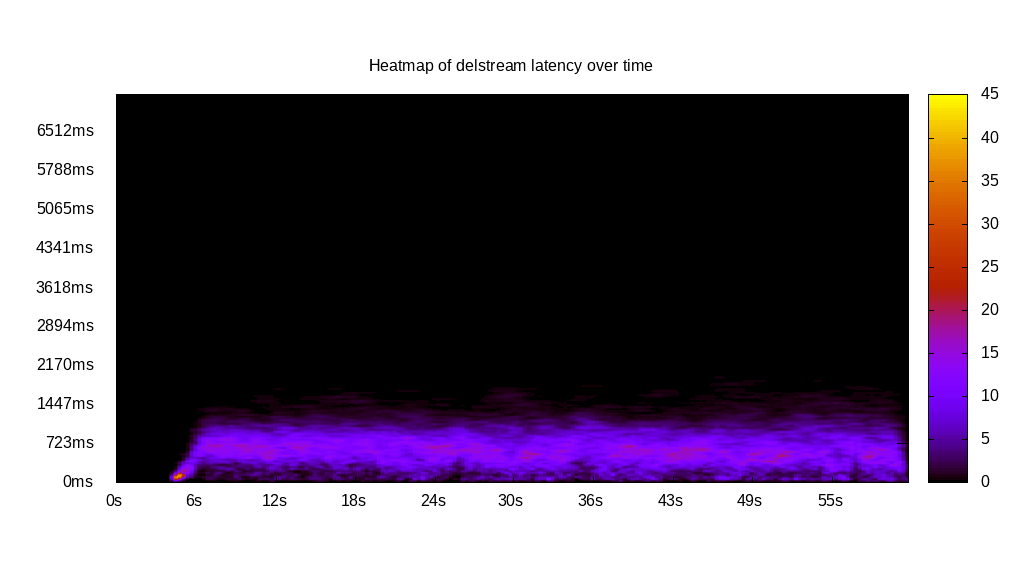 Heatmap of delstream latency over time
6512ms
5788ms
5065ms
4341ms
3618ms
2894ms
2170ms
1447ms
723ms
0ms
0s 6s 12s 18s 24s 30s 36s 43s 49s 55s
45
40
35
30
25
20
15
10
5
0